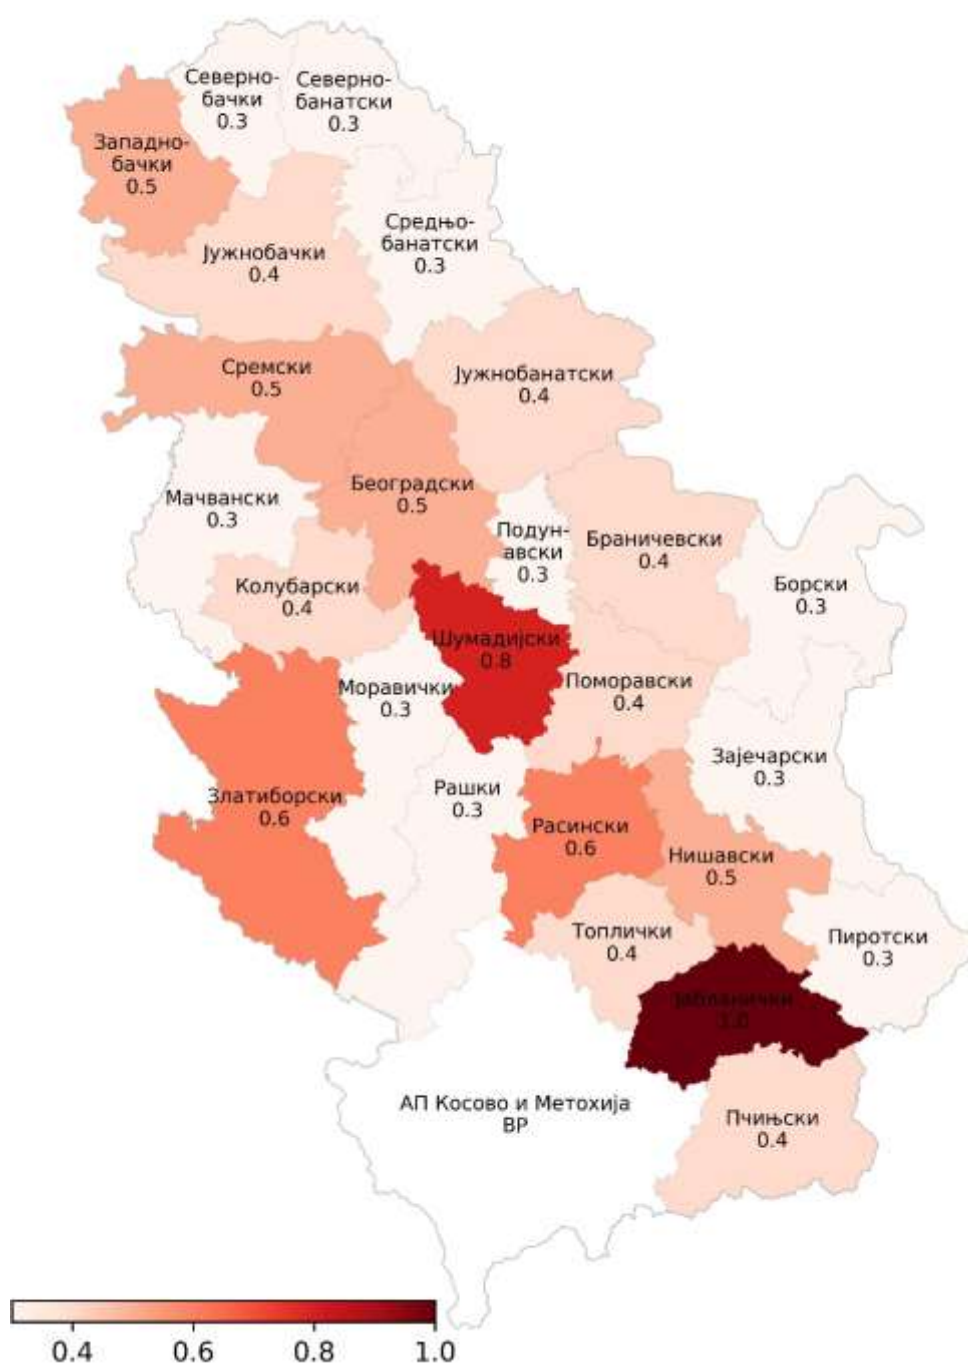 Северно-
бачки
0.3
Северно-
банатски
0.3
Западно-
бачки
0.5
Јужнобачки
0.4
Средњо-
банатски
0.3
Сремски
0.5
Јужнобанатски
0.4
Београдски
0.5
Мачвански
0.3
Подун-
авски
0.3
Браничевски
0.4
Колубарски
0.4
Борски
0.3
Шумадијски
0.8
Моравички
0.3
Поморавски
0.4
Зајечарски
0.3
Златиборски
0.6
Рашки
0.3
Расински
0.6
Нишавски
0.5
Топлички
0.4
Пиротски
0.3
Јабланички
1.0
АП Косово и Метохија
ВР
Пчињски
0.4
0.4 0.6 0.8 1.0